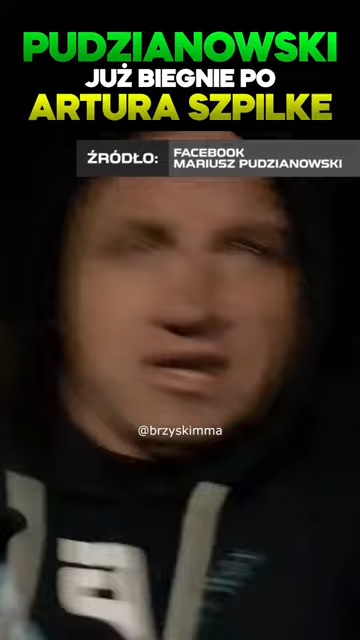 PUDZIANOWSKI
JUŻ BIEGNIE PO
ARTURA SZPILKE
ŹRÓDŁO:
FACEBOOK
MARIUSZ PUDZIANOWSKI
@brzyskimma